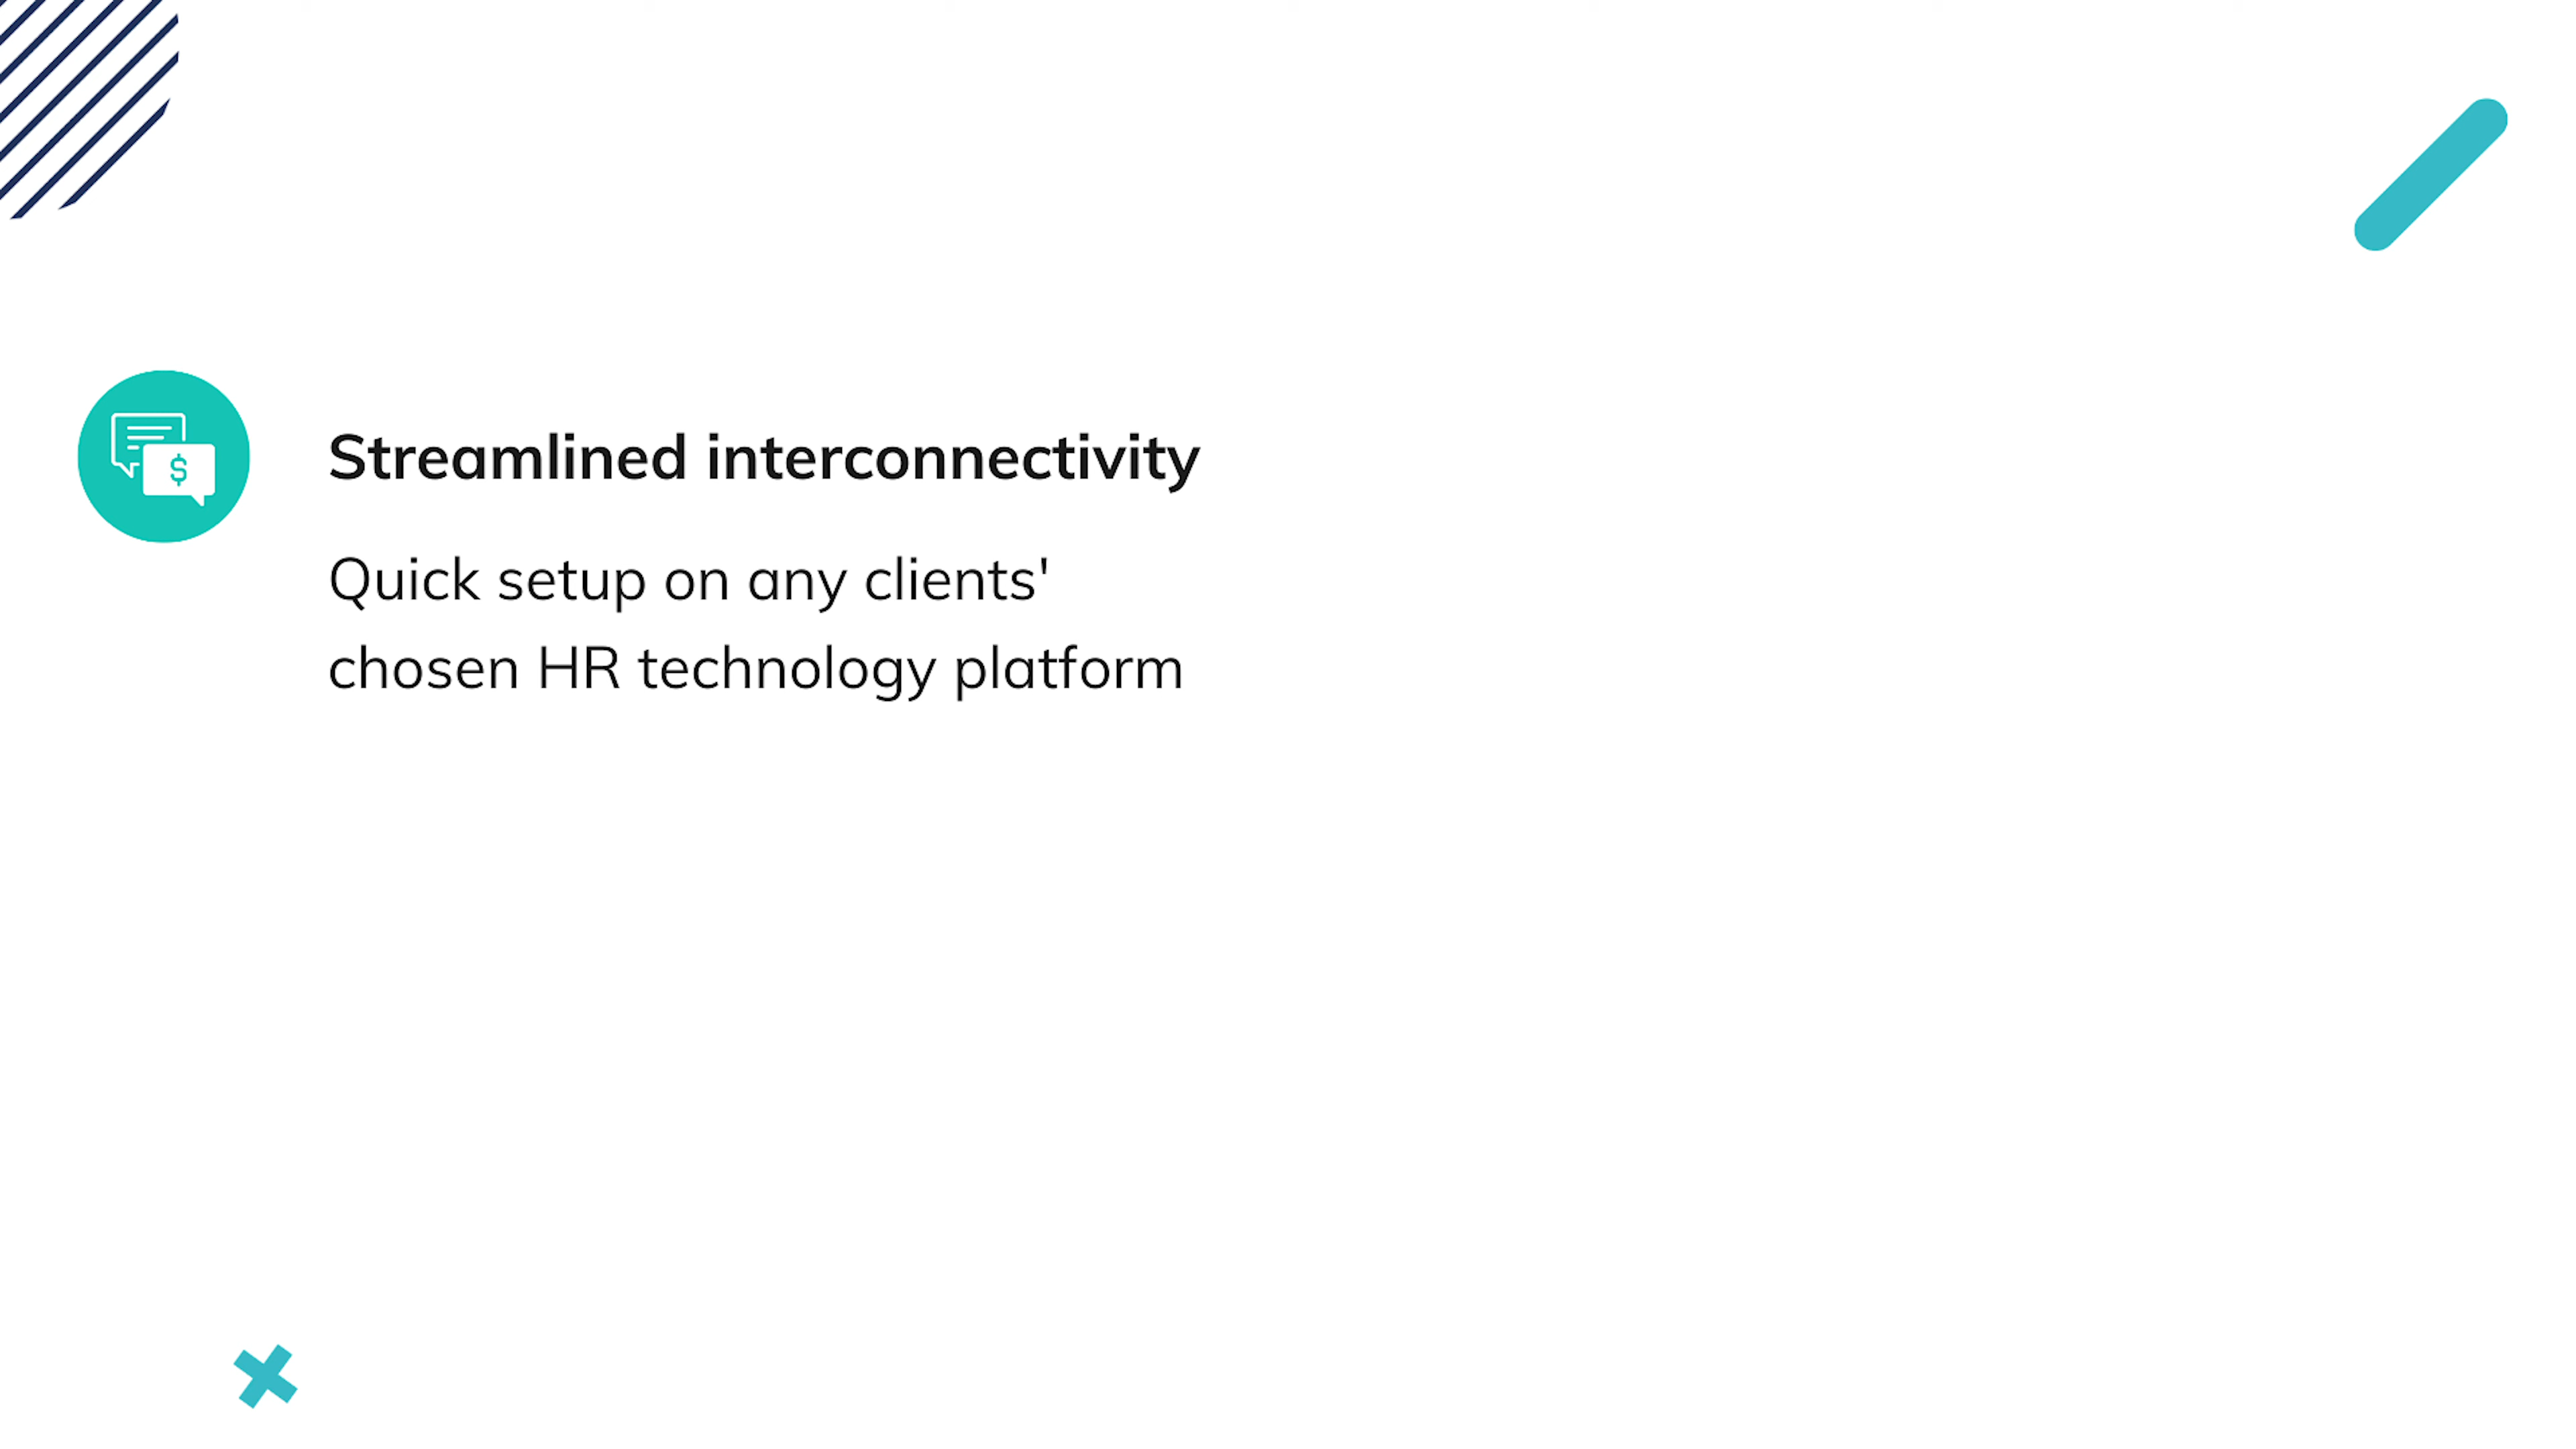 Streamlined interconnectivity
$
Quick setup on any clients'
chosen HR technology platform